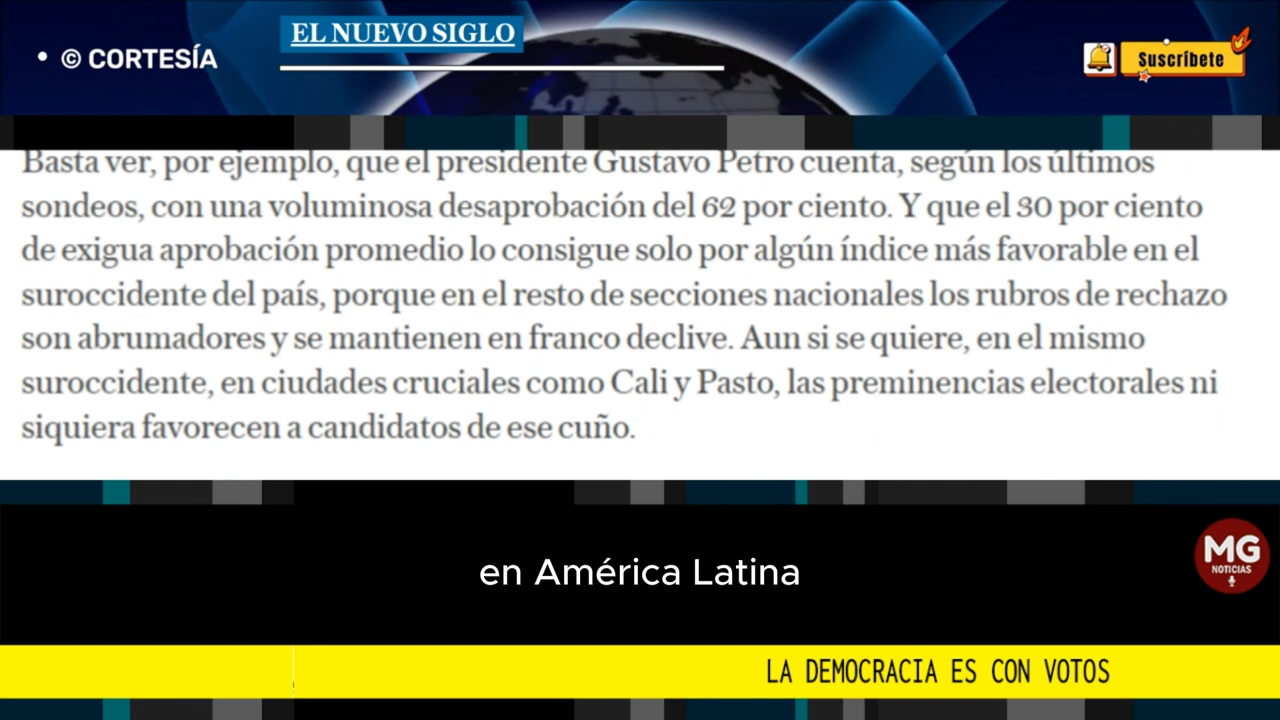 • © CORTESÍA
EL NUEVO SIGLO
Suscríbete
Basta ver, por ejemplo, que el presidente Gustavo Petro cuenta, según los últimos
sondeos, con una voluminosa desaprobación del 62 por ciento. Y que el 30 por ciento
de exigua aprobación promedio lo consigue solo por algún índice más favorable en el
suroccidente del país, porque en el resto de secciones nacionales los rubros de rechazo
son abrumadores y se mantienen en franco declive. Aun si se quiere, en el mismo
suroccidente, en ciudades cruciales como Cali y Pasto, las preminencias electorales ni
siquiera favorecen a candidatos de ese cuño.
en América Latina
MG
NOTICIAS
LA DEMOCRACIA ES CON VOTOS